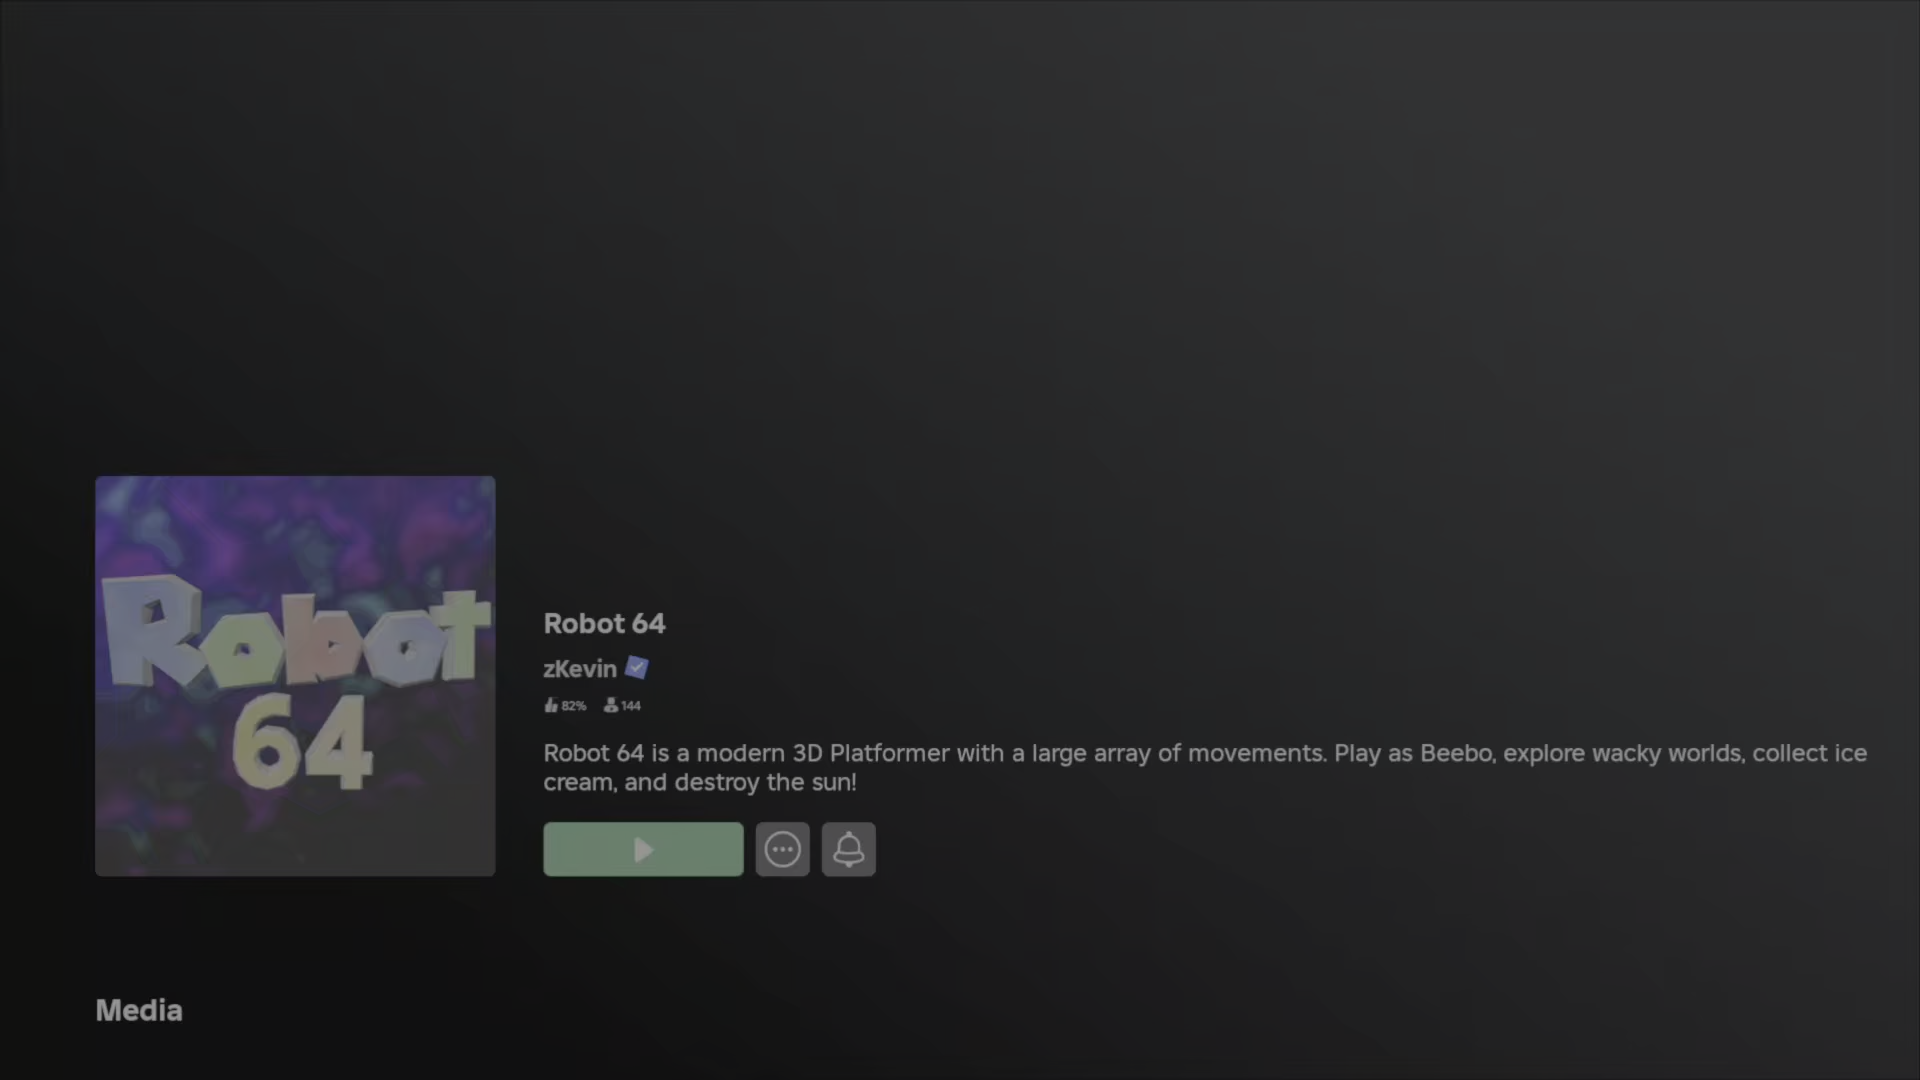 Robot
64
Robot 64
zKevin
82% 144
Robot 64 is a modern 3D Platformer with a large array of movements. Play as Beebo, explore wacky worlds, collect ice
cream, and destroy the sun!
Media